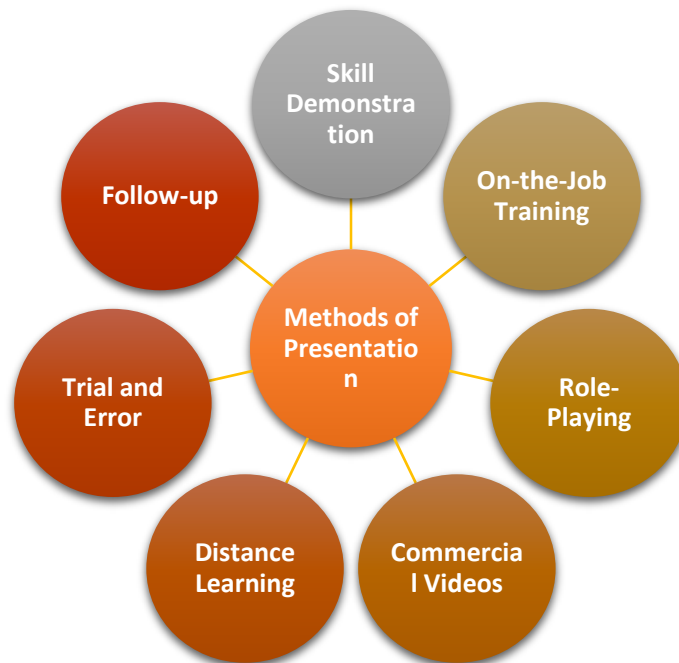 Skill
Demonstra
tion
On-the-Job
Training
Role-
Playing
Commercia
l Videos
Distance
Learning
Trial and
Error
Follow-up
Methods of
Presentatio
n